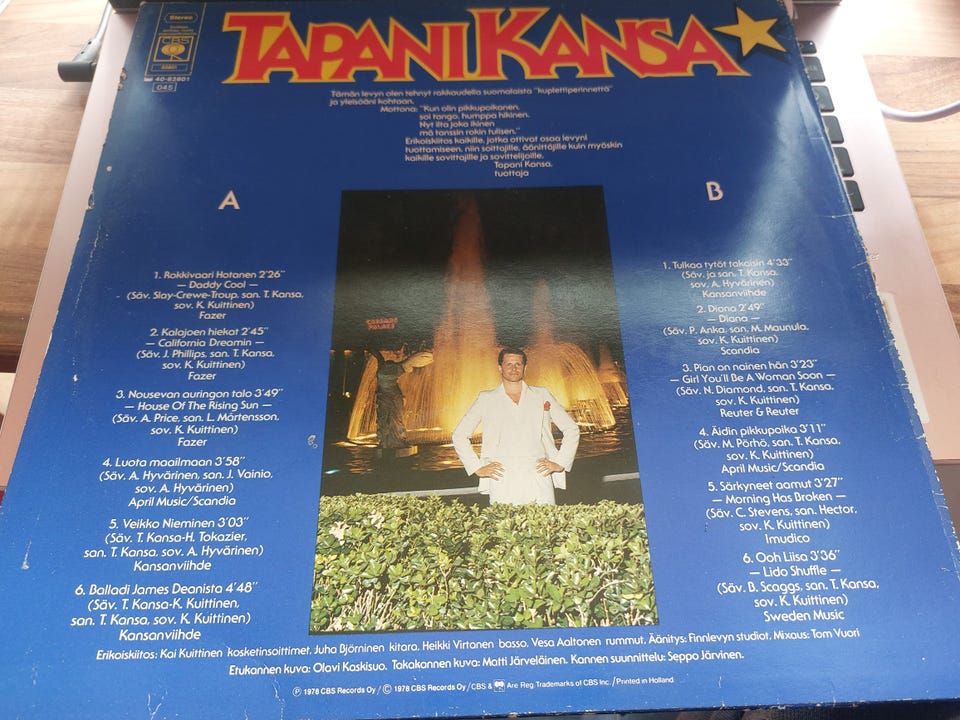 Stereo
CBS
82801
40-82801
045
TAPANI KANSA
Tämän levyn olen tehnyt rakkaudella suomalaista "kuplettiperinnettä"
ja yleisöäni kohtaan.
Mottona: "Kun olin pikkupoikanen,
soi tango, humppa hikinen.
Nyt ilta joka ikinen
mä tanssin rokin tulisen."
Erikoiskiitos kaikille, jotka ottivat osaa levyni
tuottamiseen, niin soittajille, äänittäjille kuin myöskin
kaikille sovittajille ja sovittelijoille.
Tapani Kansa,
tuottaja
A
1. Rokkivaari Hotanen 2'26"
— Daddy Cool —
(Säv. Slay-Crewe-Troup, san. T. Kansa,
sov. K. Kuittinen)
Fazer
2. Kalajoen hiekat 2'45"
— California Dreamin —
(Säv. J. Phillips, san. T. Kansa,
sov. K. Kuittinen)
Fazer
3. Nousevan auringon talo 3'49"
— House Of The Rising Sun —
(Säv. A. Price, san. L. Mårtensson,
sov. K. Kuittinen)
Fazer
4. Luota maailmaan 3'58"
(Säv. A. Hyvärinen, san. J. Vainio,
sov. A. Hyvärinen)
April Music/Scandia
5. Veikko Nieminen 3'03"
(Säv. T. Kansa-H. Tokazier,
san. T. Kansa, sov. A. Hyvärinen)
Kansanviihde
6. Balladi James Deanista 4'48"
(Säv. T. Kansa-K. Kuittinen,
san. T. Kansa, sov. K. Kuittinen)
Kansanviihde
CAESARS
PALACE
B
1. Tulkaa tytöt takaisin 4'33"
(Säv. ja san. T. Kansa,
sov. A. Hyvärinen)
Kansanviihde
2. Diana 2'49"
— Diana —
(Säv. P. Anka, san. M. Maunula,
sov. K. Kuittinen)
Scandia
3. Pian on nainen hän 3'23"
— Girl You'll Be A Woman Soon —
(Säv. N. Diamond, san. T. Kansa,
sov. K. Kuittinen)
Reuter & Reuter
4. Äidin pikkupoika 3'11"
(Säv. M. Pörhö, san. T. Kansa,
sov. K. Kuittinen)
April Music/Scandia
5. Särkyneet aamut 3'27"
— Morning Has Broken —
(Säv. C. Stevens, san. Hector,
sov. K. Kuittinen)
Imudico
6. Ooh Liisa 3'36"
— Lido Shuffle —
(Säv. B. Scaggs, san. T. Kansa,
sov. K. Kuittinen)
Sweden Music
Erikoiskiitos: Kai Kuittinen kosketinsoittimet, Juha Björninen kitara, Heikki Virtanen basso, Vesa Aaltonen rummut, Äänitys: Finnlevyn studiot, Mixaus: Tom Vuori
Etukannen kuva: Olavi Kaskisuo. Takakannen kuva: Matti Järveläinen. Kannen suunnittelu: Seppo Järvinen.
Ⓟ 1978 CBS Records Oy / © 1978 CBS Records Oy / CBS & Are Reg. Trademarks of CBS Inc. / Printed in Holland